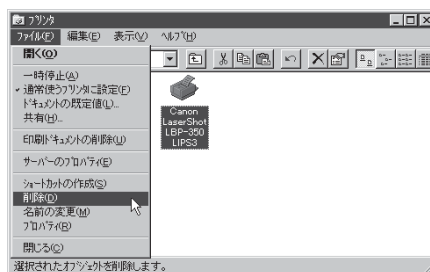 プリンタ
ファイル(F) 編集(E) 表示(V) ヘルプ(H)
開く(O)
一時停止(A)
通常使うプリンタに設定(F)
ドキュメントの既定値(L)...
共有(H)...
印刷ドキュメントの削除(U)
サーバーのプロパティ(E)
ショートカットの作成(S)
削除(D)
名前の変更(M)
プロパティ(R)
閉じる(C)
Canon
LaserShot
LBP-350
LIPS3
選択されたオブジェクトを削除します。